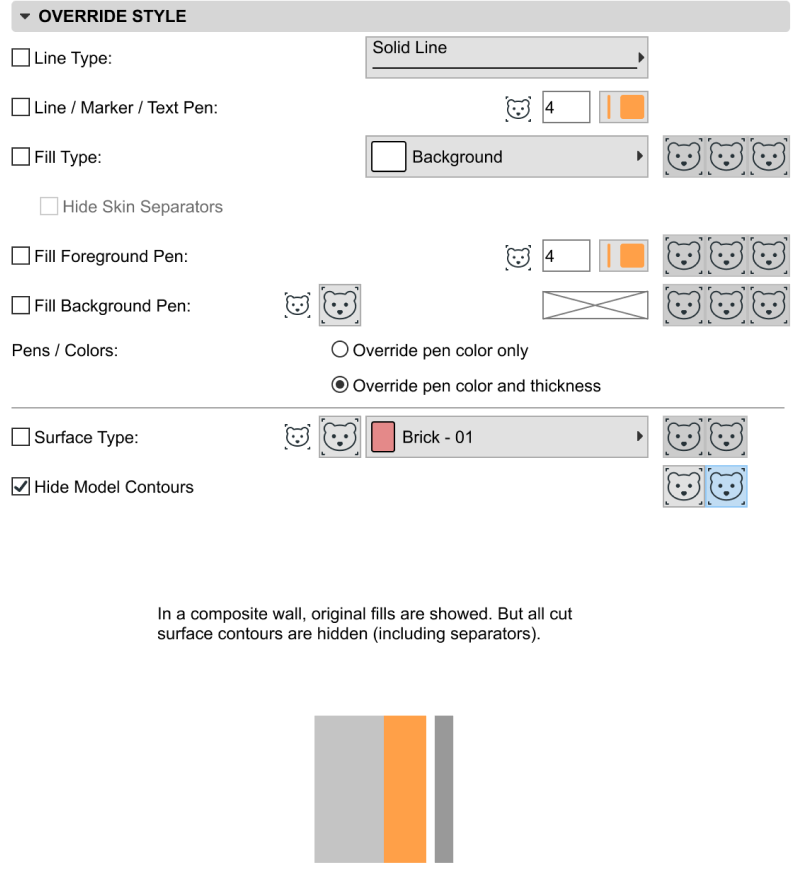 OVERRIDE STYLE
Line Type:
Solid Line
Line / Marker / Text Pen:
4
Fill Type:
Background
Hide Skin Separators
Fill Foreground Pen:
4
Fill Background Pen:
Pens / Colors:
Override pen color only
Override pen color and thickness
Surface Type:
Brick - 01
Hide Model Contours
In a composite wall, original fills are showed. But all cut
surface contours are hidden (including separators).